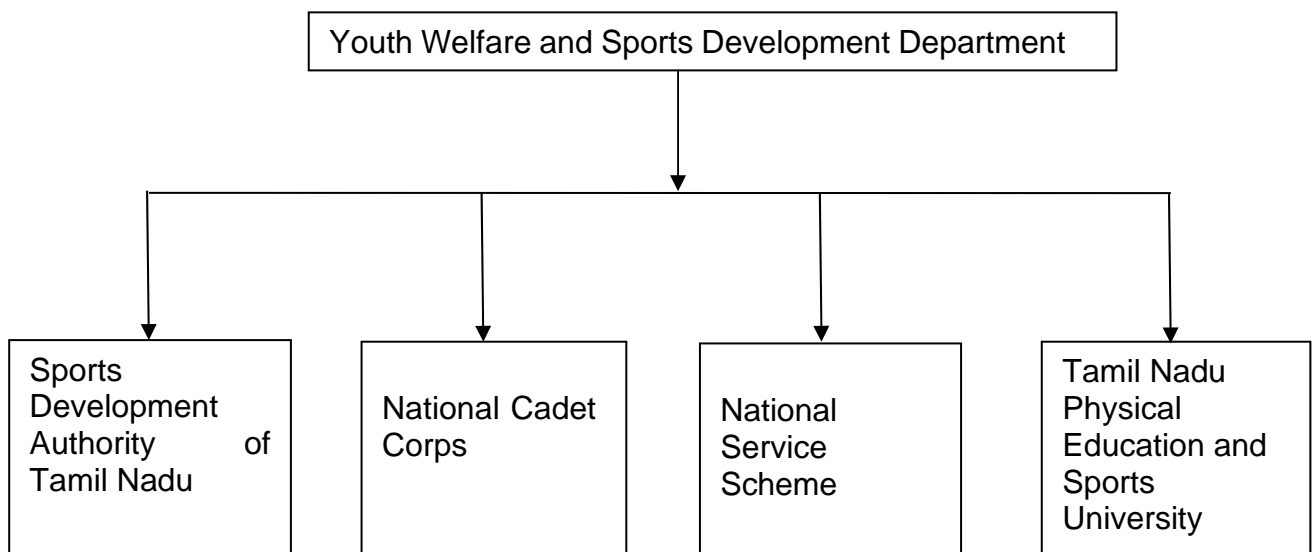 Youth Welfare and Sports Development Department
Sports
Development
Authority of
Tamil Nadu
National Cadet
Corps
National
Service
Scheme
Tamil Nadu
Physical
Education and
Sports
University